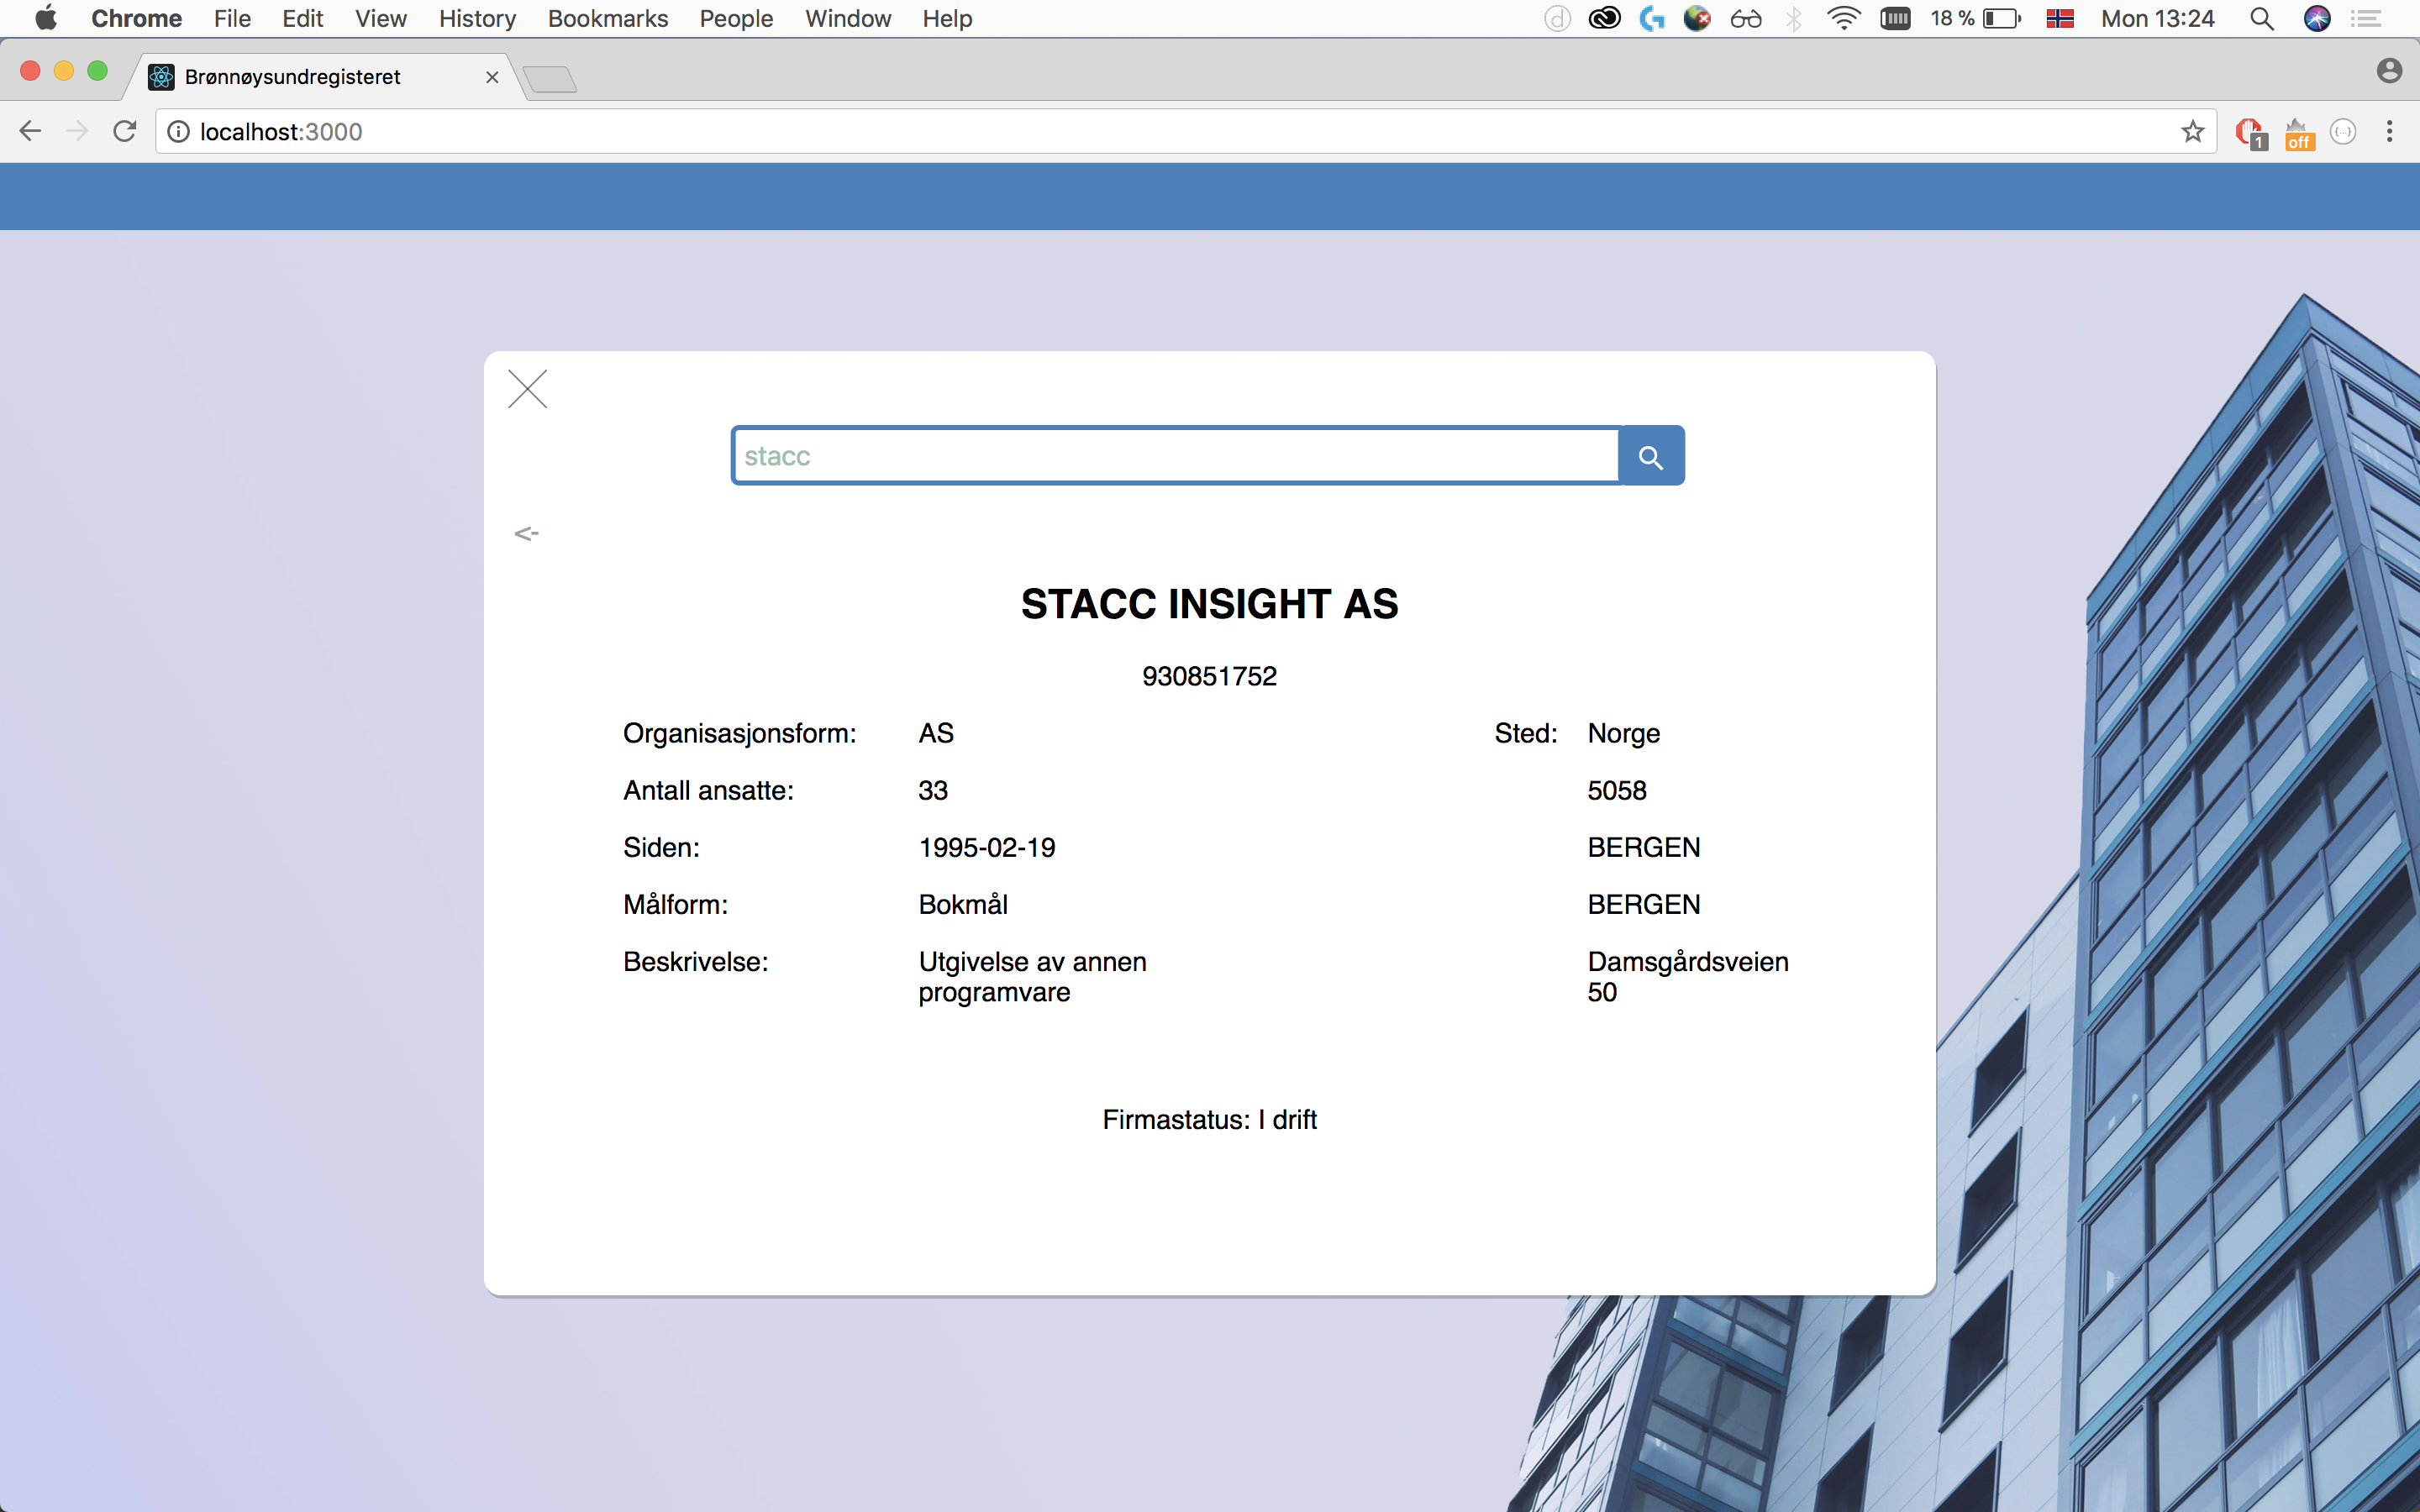 Chrome File Edit View History Bookmarks People Window Help 18 % Mon 13:24
Brønnøysundregisteret
localhost:3000
1
off
stacc
<-
STACC INSIGHT AS
930851752
Organisasjonsform: AS Sted: Norge
Antall ansatte: 33 5058
Siden: 1995-02-19 BERGEN
Målform: Bokmål BERGEN
Beskrivelse: Utgivelse av annen Damsgårdsveien
programvare 50
Firmastatus: I drift